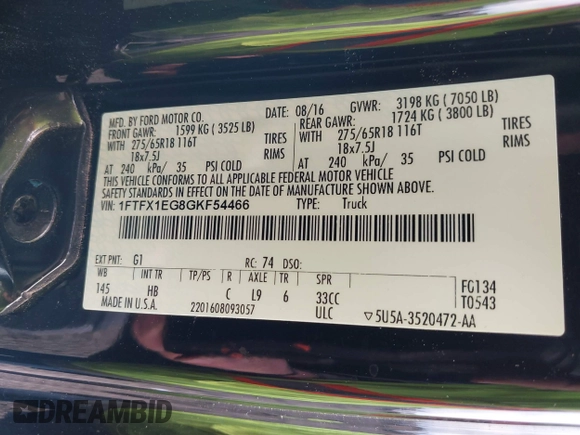 MFD. BY FORD MOTOR CO. DATE: 08/16 GVWR: 3198 KG ( 7050 LB)
FRONT GAWR: 1599 KG ( 3525 LB) REAR GAWR: 1724 KG ( 3800 LB)
WITH 275/65R18 116T TIRES WITH 275/65R18 116T TIRES
18x7.5J RIMS 18x7.5J RIMS
AT 240 kPa/ 35 PSI COLD AT 240 kPa/ 35 PSI COLD
THIS VEHICLE CONFORMS TO ALL APPLICABLE FEDERAL MOTOR VEHICLE
SAFETY STANDARDS IN EFFECT ON THE DATE OF MANUFACTURE SHOWN ABOVE.
VIN: 1FTFX1EG8GKF54466 TYPE: Truck
EXT PNT: G1 RC: 74 DSO:
WB INT TR TP/PS R AXLE TR SPR
145 HB C L9 6 33CC
FG134
T0543
MADE IN U.S.A. 2201608093057 ULC ▽5U5A-3520472-AA
DREAMBID